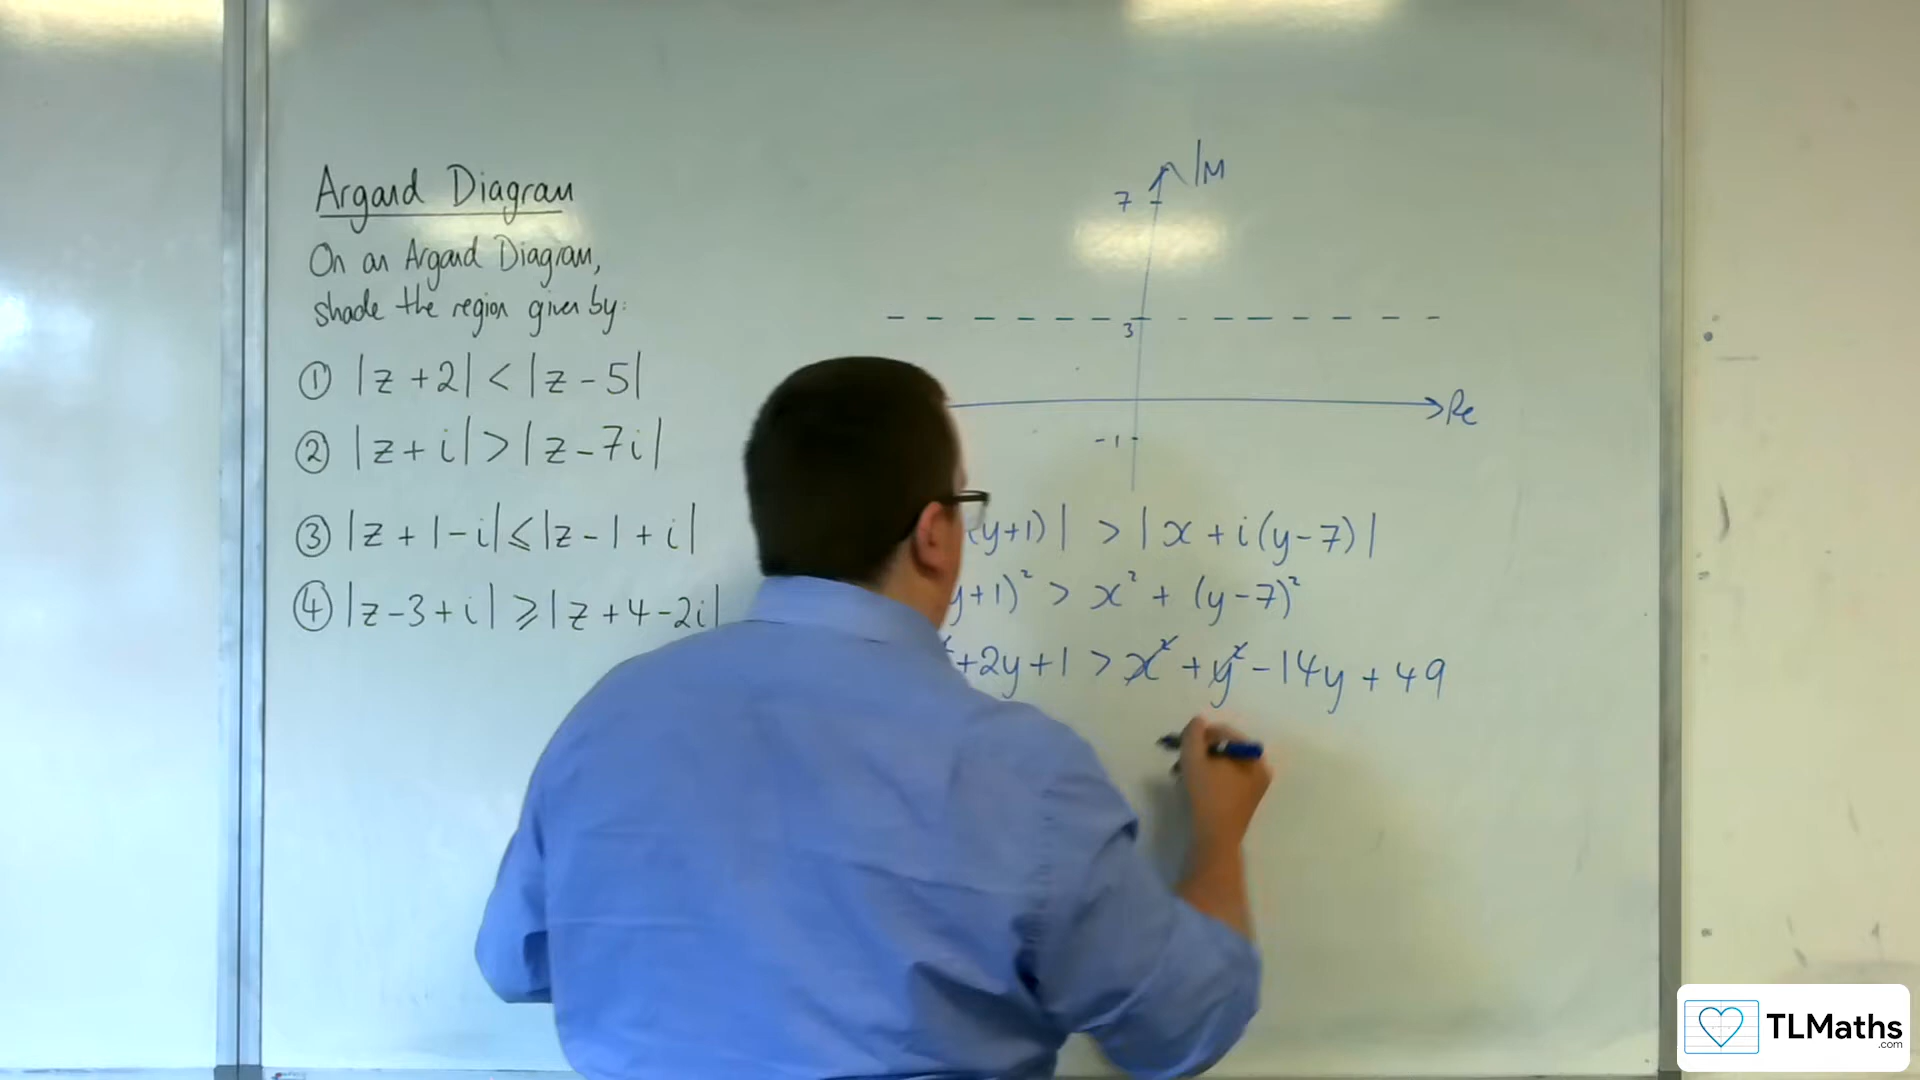 Argand Diagram
On an Argand Diagram,
shade the region given by:
① |z + 2| < |z - 5|
② |z + i| > |z - 7i|
③ |z + 1 - i| ⩽ |z - 1 + i|
④ |z - 3 + i| ⩾ |z + 4 - 2i|
Im
7
3
Re
-1
(y+1)| > |x + i(y-7)|
y+1)² > x² + (y-7)²
+2y+1 > x² + y² - 14y + 49
TLMaths
.com